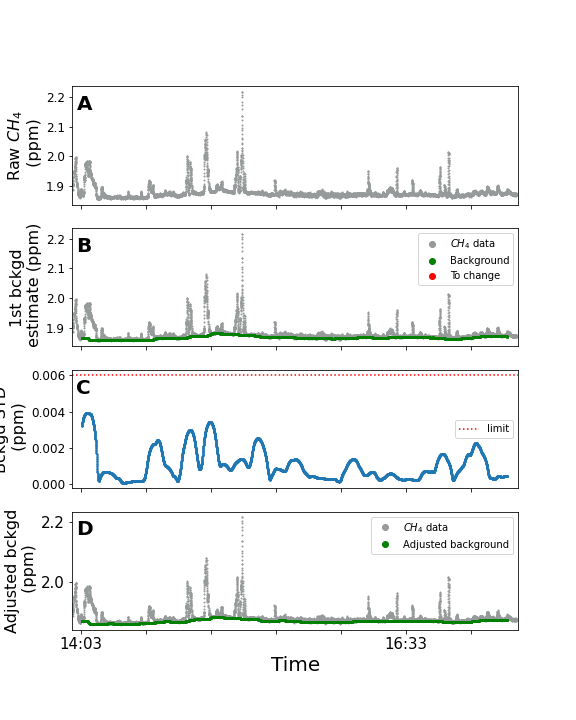 A
Raw CH4
(ppm)
2.2
2.1
2.0
1.9
B
1st bckgd
estimate (ppm)
2.2
2.1
2.0
1.9
CH4 data
Background
To change
C
(ppm)
0.006
0.004
0.002
0.000
limit
D
Adjusted bckgd
(ppm)
2.2
2.0
CH4 data
Adjusted background
14:03
16:33
Time